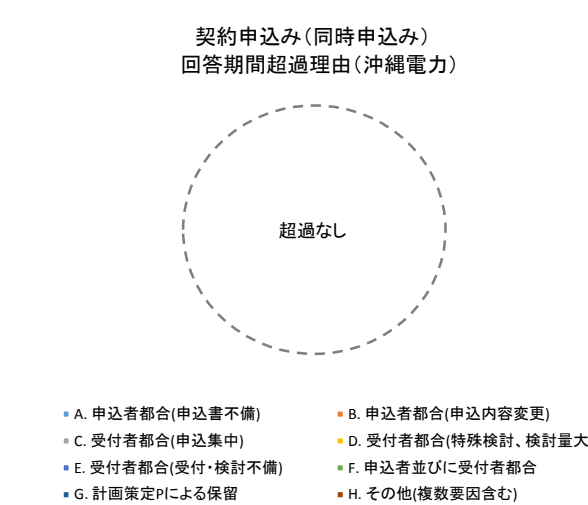 契約申込み(同時申込み)
回答期間超過理由(沖縄電力)
超過なし
A. 申込者都合(申込書不備)
B. 申込者都合(申込内容変更)
C. 受付者都合(申込集中)
D. 受付者都合(特殊検討、検討量大
E. 受付者都合(受付・検討不備)
F. 申込者並びに受付者都合
G. 計画策定Pによる保留
H. その他(複数要因含む)